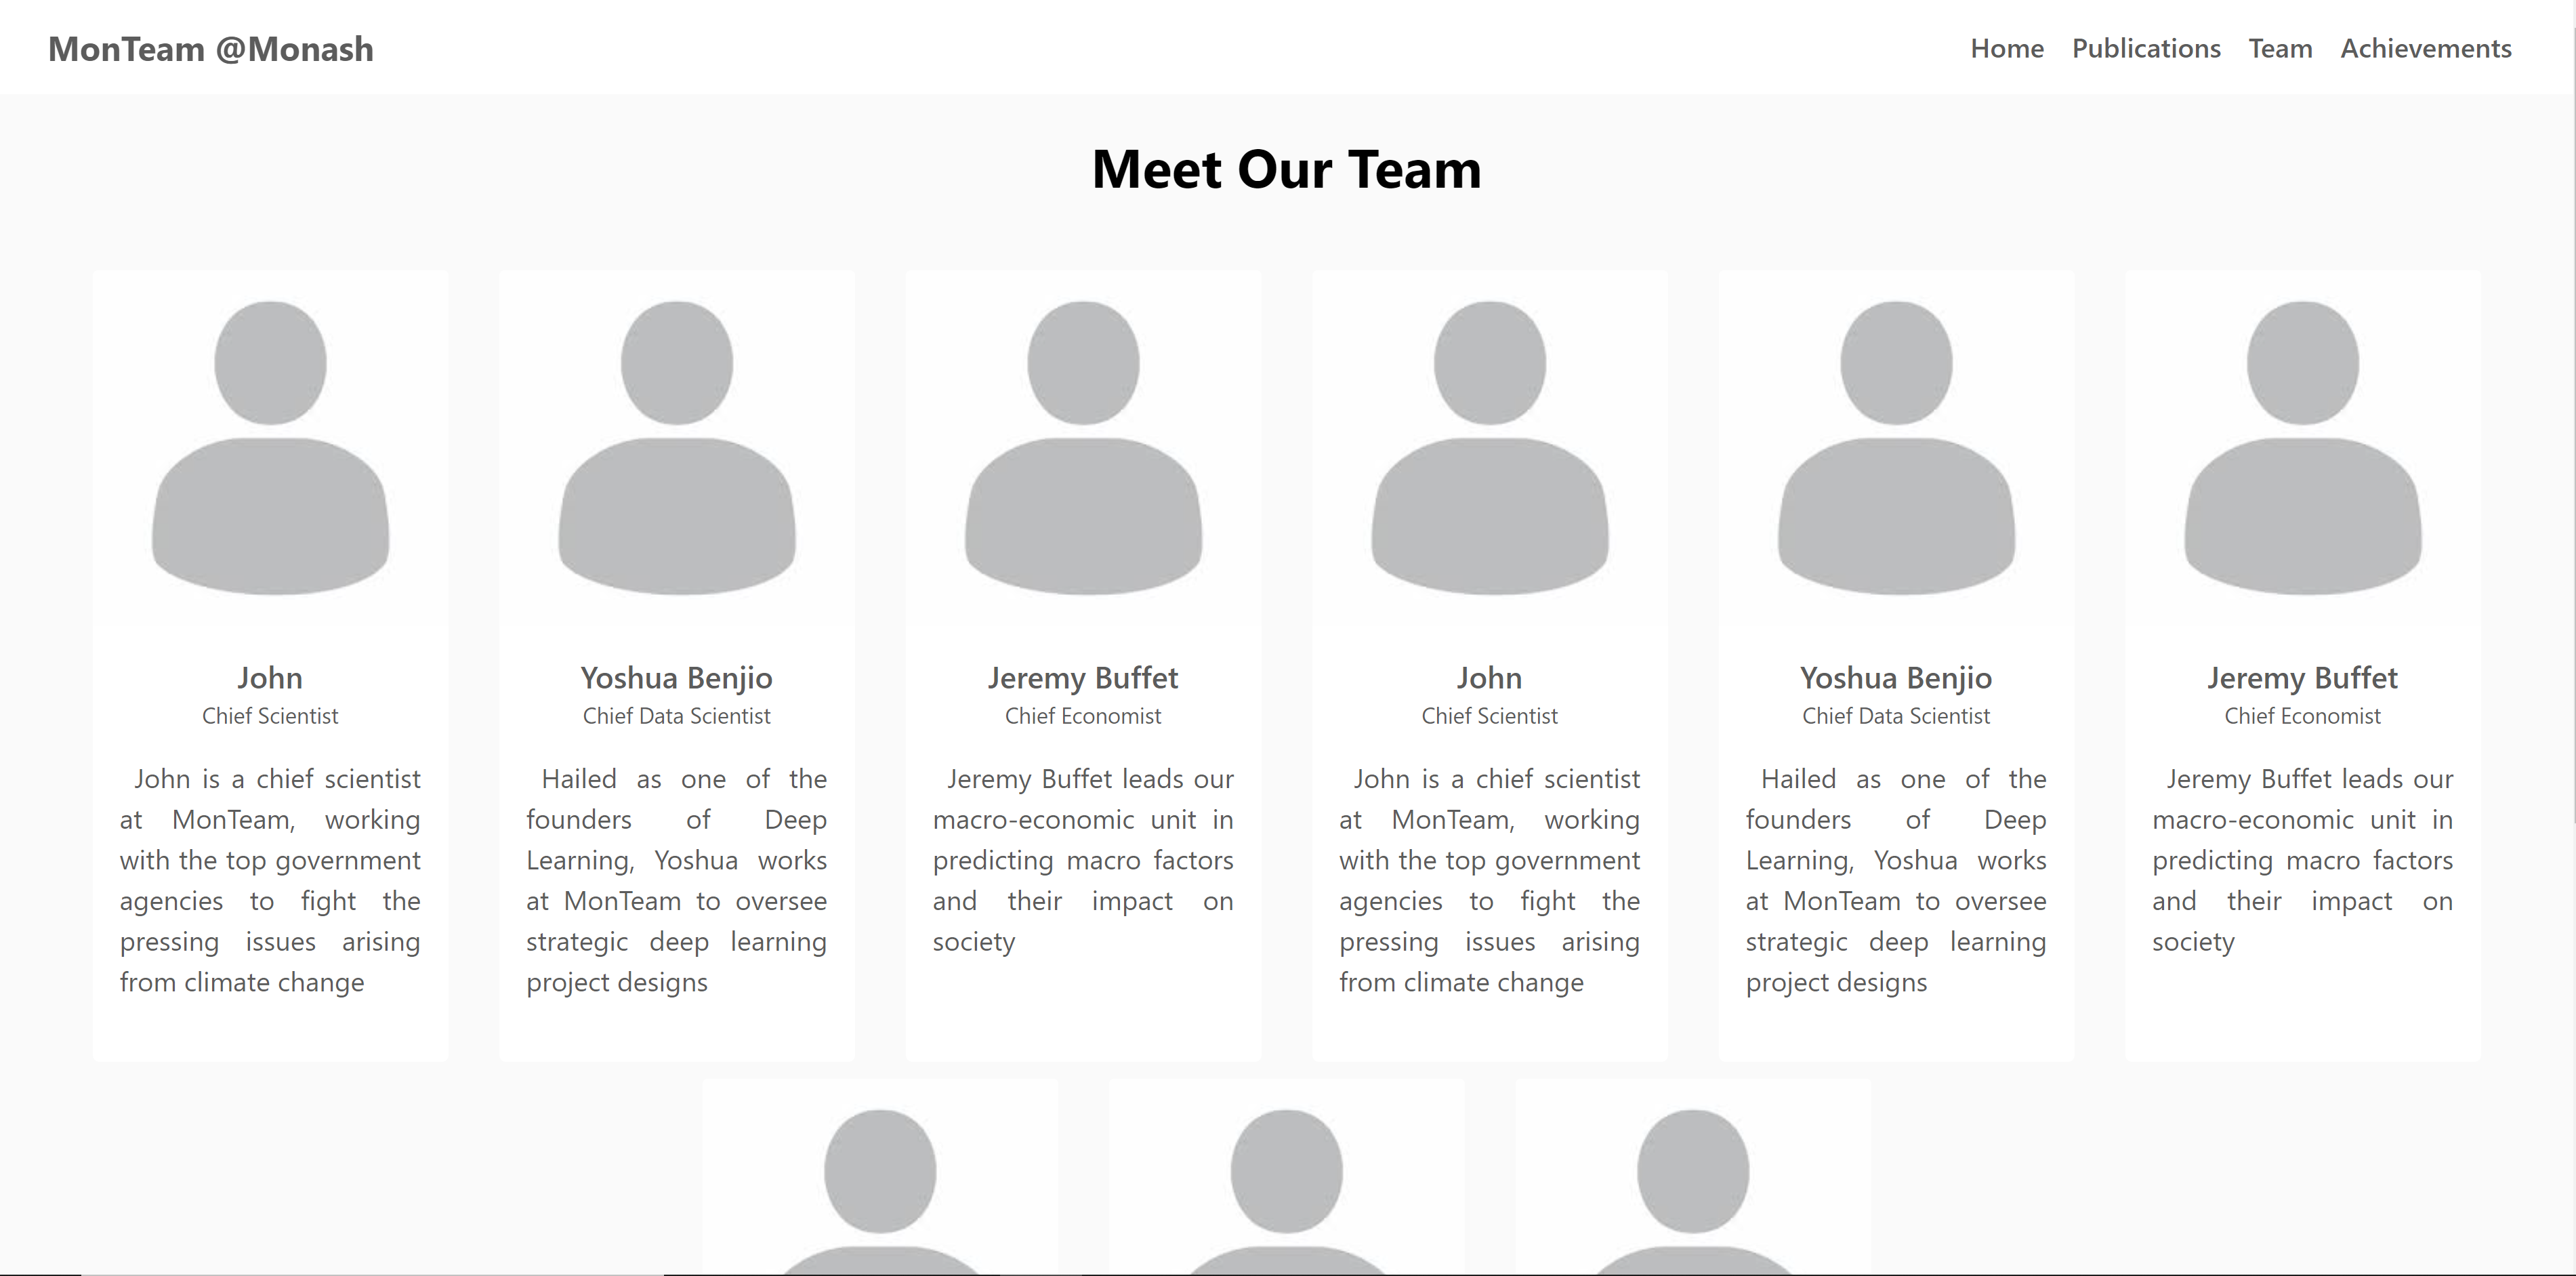 MonTeam @Monash
Home Publications Team Achievements
Meet Our Team
John
Chief Scientist
John is a chief scientist
at MonTeam, working
with the top government
agencies to fight the
pressing issues arising
from climate change
Yoshua Benjio
Chief Data Scientist
Hailed as one of the
founders of Deep
Learning, Yoshua works
at MonTeam to oversee
strategic deep learning
project designs
Jeremy Buffet
Chief Economist
Jeremy Buffet leads our
macro-economic unit in
predicting macro factors
and their impact on
society
John
Chief Scientist
John is a chief scientist
at MonTeam, working
with the top government
agencies to fight the
pressing issues arising
from climate change
Yoshua Benjio
Chief Data Scientist
Hailed as one of the
founders of Deep
Learning, Yoshua works
at MonTeam to oversee
strategic deep learning
project designs
Jeremy Buffet
Chief Economist
Jeremy Buffet leads our
macro-economic unit in
predicting macro factors
and their impact on
society